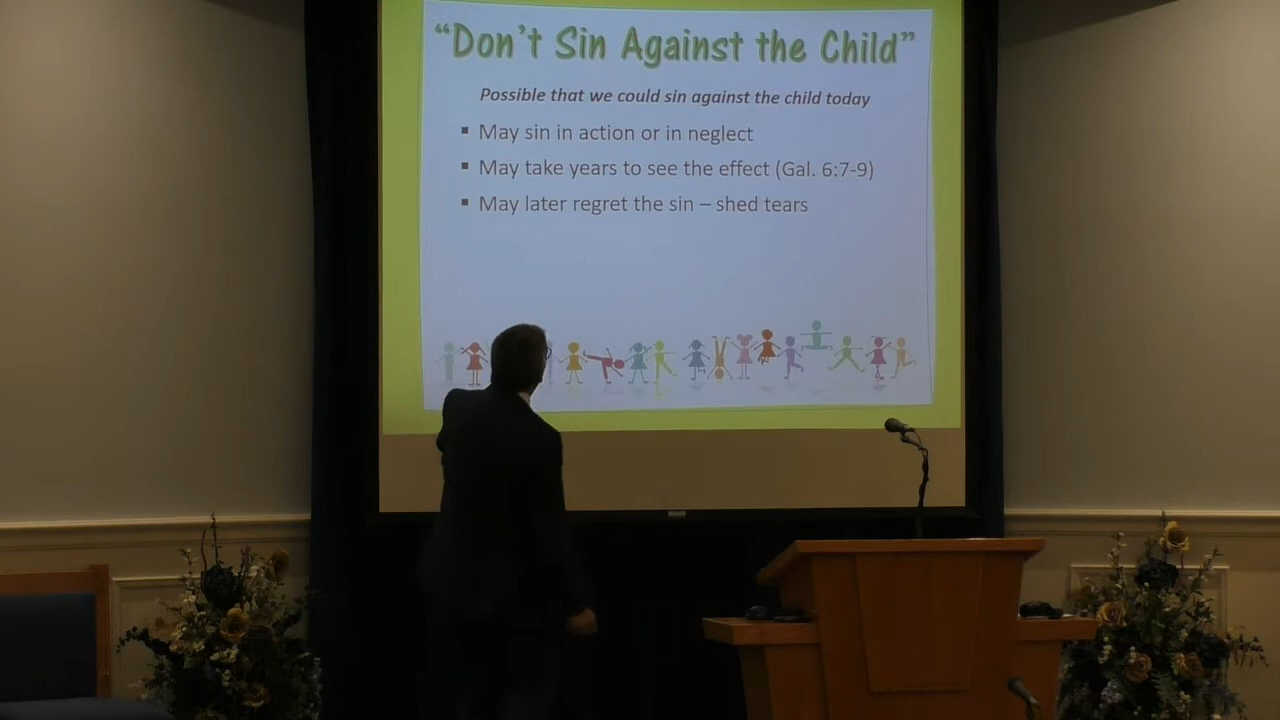 “Don’t Sin Against the Child”
Possible that we could sin against the child today
▪ May sin in action or in neglect
▪ May take years to see the effect (Gal. 6:7-9)
▪ May later regret the sin – shed tears